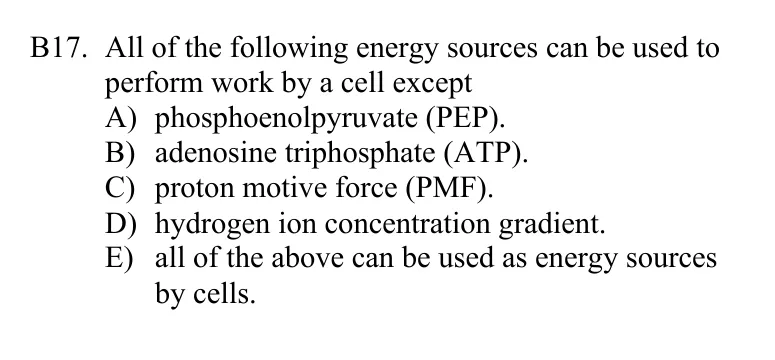 B17. All of the following energy sources can be used to
perform work by a cell except
A) phosphoenolpyruvate (PEP).
B) adenosine triphosphate (ATP).
C) proton motive force (PMF).
D) hydrogen ion concentration gradient.
E) all of the above can be used as energy sources
by cells.